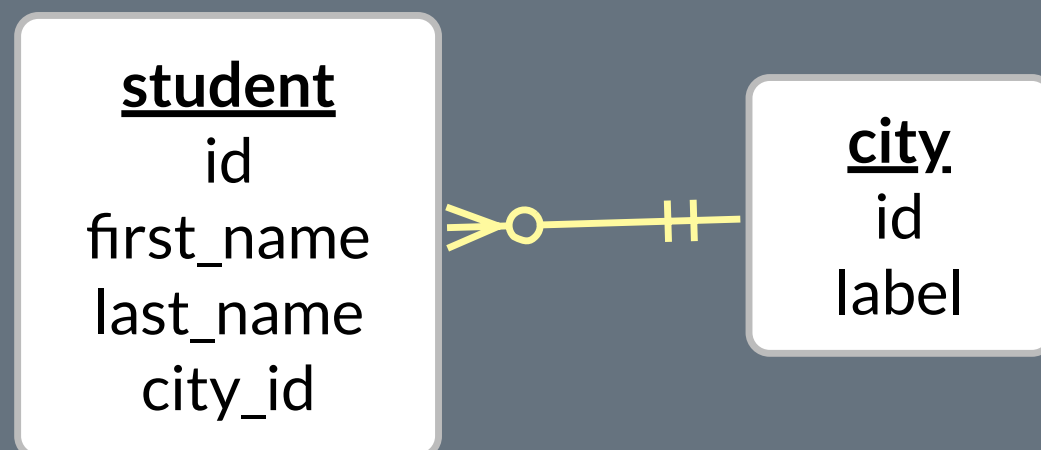 student
id
first_name
last_name
city_id
city
id
label